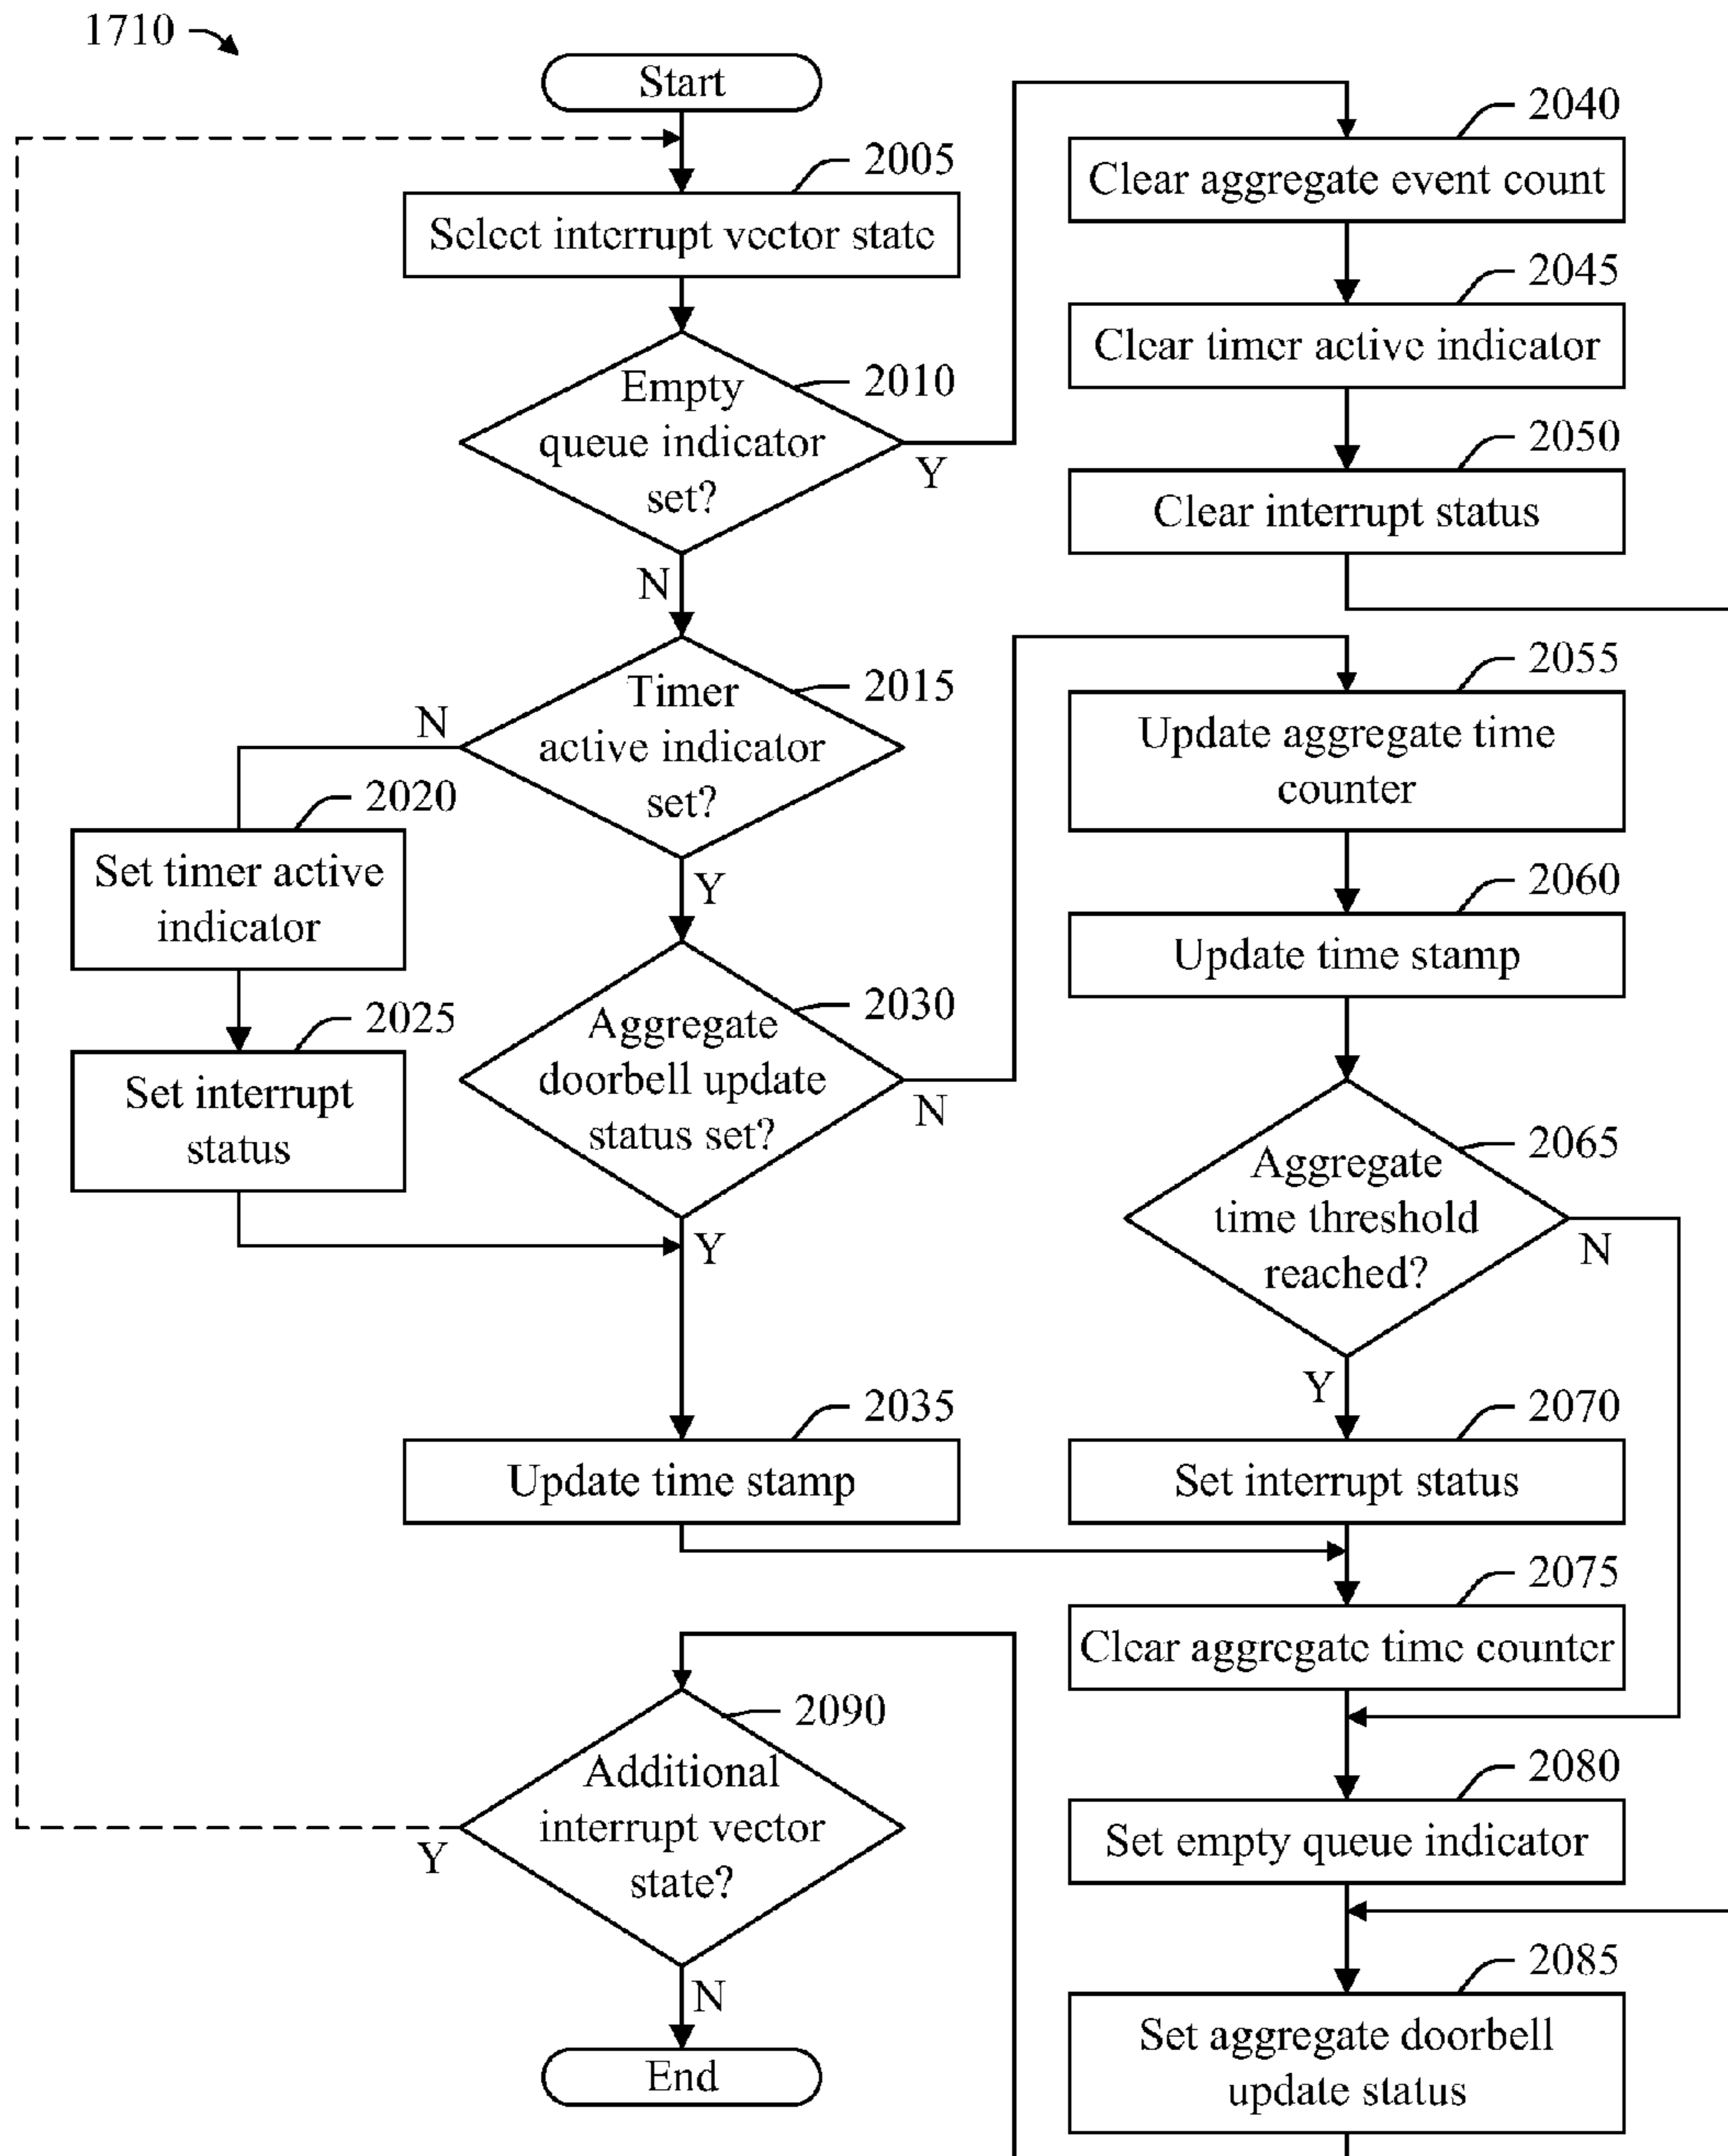 1710
Start
2005
Select interrupt vector state
2010
Empty
queue indicator
set?
Y
N
2015
Timer
active indicator
set?
N
Y
2020
Set timer active
indicator
2025
Set interrupt
status
2030
Aggregate
doorbell update
status set?
N
Y
2035
Update time stamp
2040
Clear aggregate event count
2045
Clear timer active indicator
2050
Clear interrupt status
2055
Update aggregate time
counter
2060
Update time stamp
2065
Aggregate
time threshold
reached?
N
Y
2070
Set interrupt status
2075
Clear aggregate time counter
2080
Set empty queue indicator
2085
Set aggregate doorbell
update status
2090
Additional
interrupt vector
state?
Y
N
End